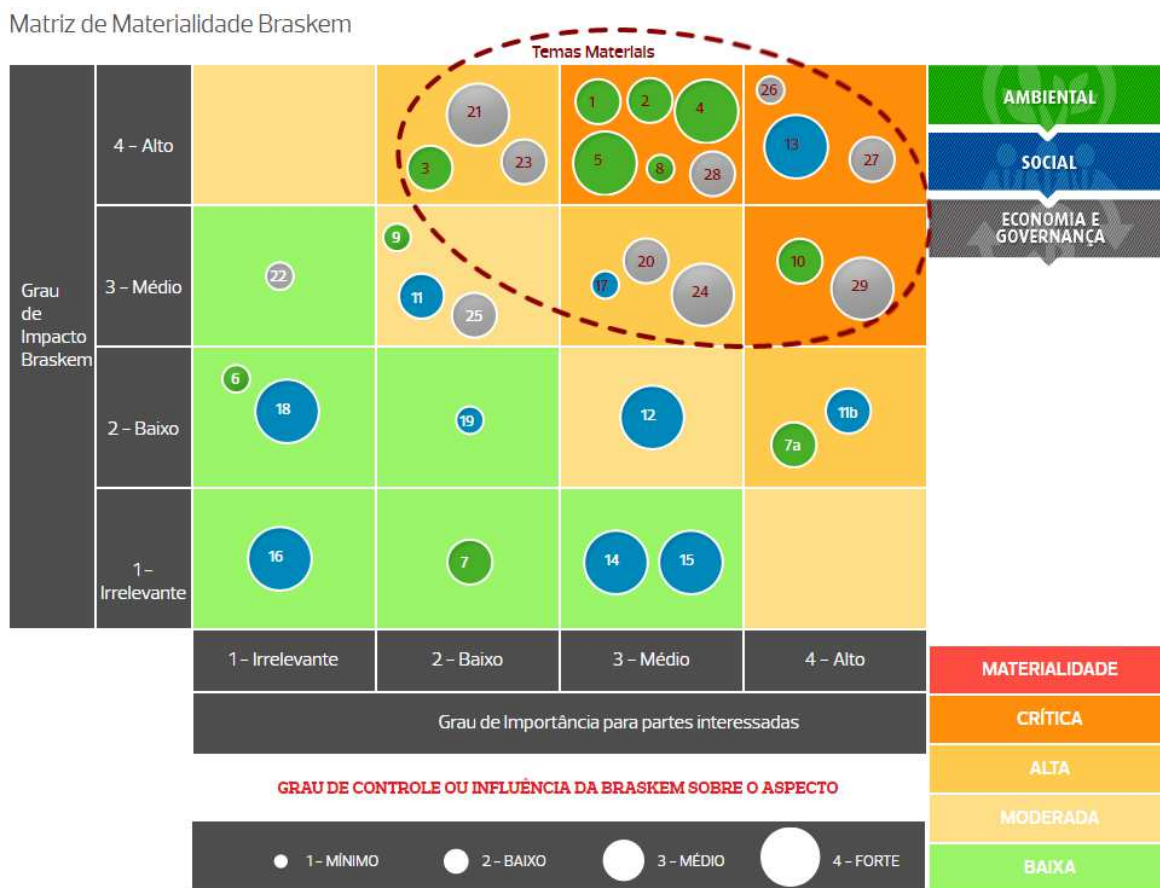 Matriz de Materialidade Braskem
Temas Materiais
Grau
de
Impacto
Braskem
4 – Alto
21
3
23
1
2
4
5
8
28
26
13
27
3 – Médio
22
9
11
25
17
20
24
10
29
2 – Baixo
6
18
19
12
7a
11b
1 –
Irrelevante
16
7
14
15
1 – Irrelevante
2 – Baixo
3 – Médio
4 – Alto
Grau de Importância para partes interessadas
GRAU DE CONTROLE OU INFLUÊNCIA DA BRASKEM SOBRE O ASPECTO
1 – MÍNIMO
2 – BAIXO
3 – MÉDIO
4 – FORTE
AMBIENTAL
SOCIAL
ECONOMIA E
GOVERNANÇA
MATERIALIDADE
CRÍTICA
ALTA
MODERADA
BAIXA